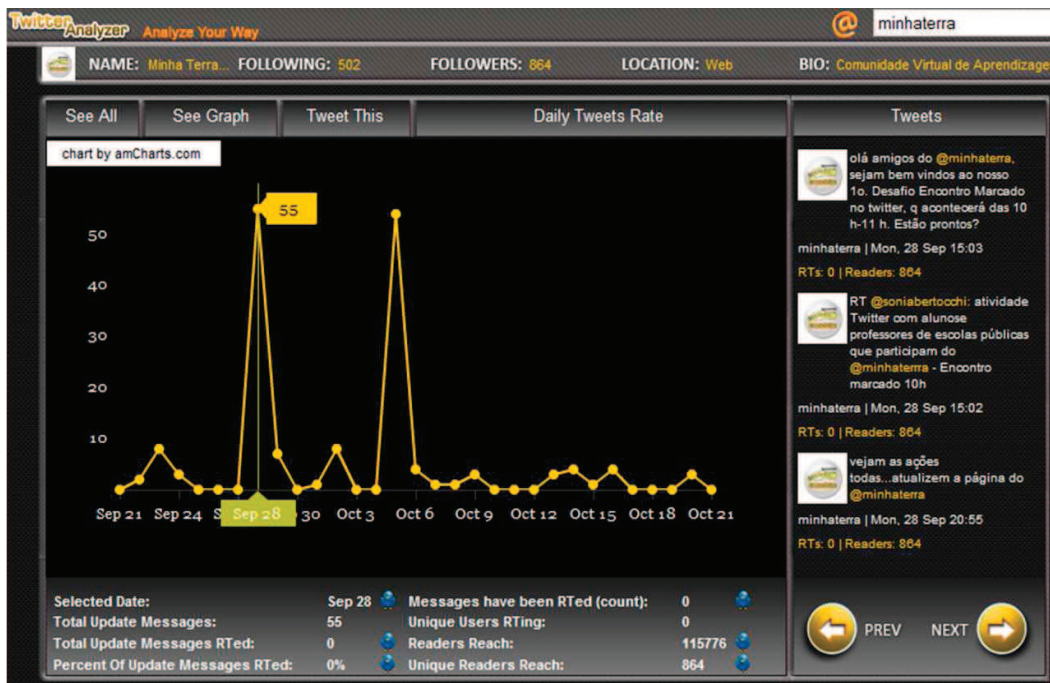 TwitterAnalyzer Analyze Your Way @ minhaterra
NAME: Minha Terra... FOLLOWING: 502 FOLLOWERS: 864 LOCATION: Web BIO: Comunidade Virtual de Aprendizage
See All See Graph Tweet This Daily Tweets Rate
chart by amCharts.com
55
50
40
30
20
10
Sep 21 Sep 24 S Sep 28 30 Oct 3 Oct 6 Oct 9 Oct 12 Oct 15 Oct 18 Oct 21
Selected Date: Sep 28
Total Update Messages: 55
Total Update Messages RTed: 0
Percent Of Update Messages RTed: 0%
Messages have been RTed (count): 0
Unique Users RTing: 0
Readers Reach: 115776
Unique Readers Reach: 864
Tweets
olá amigos do @minhaterra,
sejam bem vindos ao nosso
1o. Desafio Encontro Marcado
no twitter, q acontecerá das 10
h-11 h. Estão prontos?
minhaterra | Mon, 28 Sep 15:03
RTs: 0 | Readers: 864
RT @soniabertocchi: atividade
Twitter com alunose
professores de escolas públicas
que participam do
@minhaterrra - Encontro
marcado 10h
minhaterra | Mon, 28 Sep 15:02
RTs: 0 | Readers: 864
vejam as ações
todas...atualizem a página do
@minhaterra
minhaterra | Mon, 28 Sep 20:55
RTs: 0 | Readers: 864
PREV NEXT